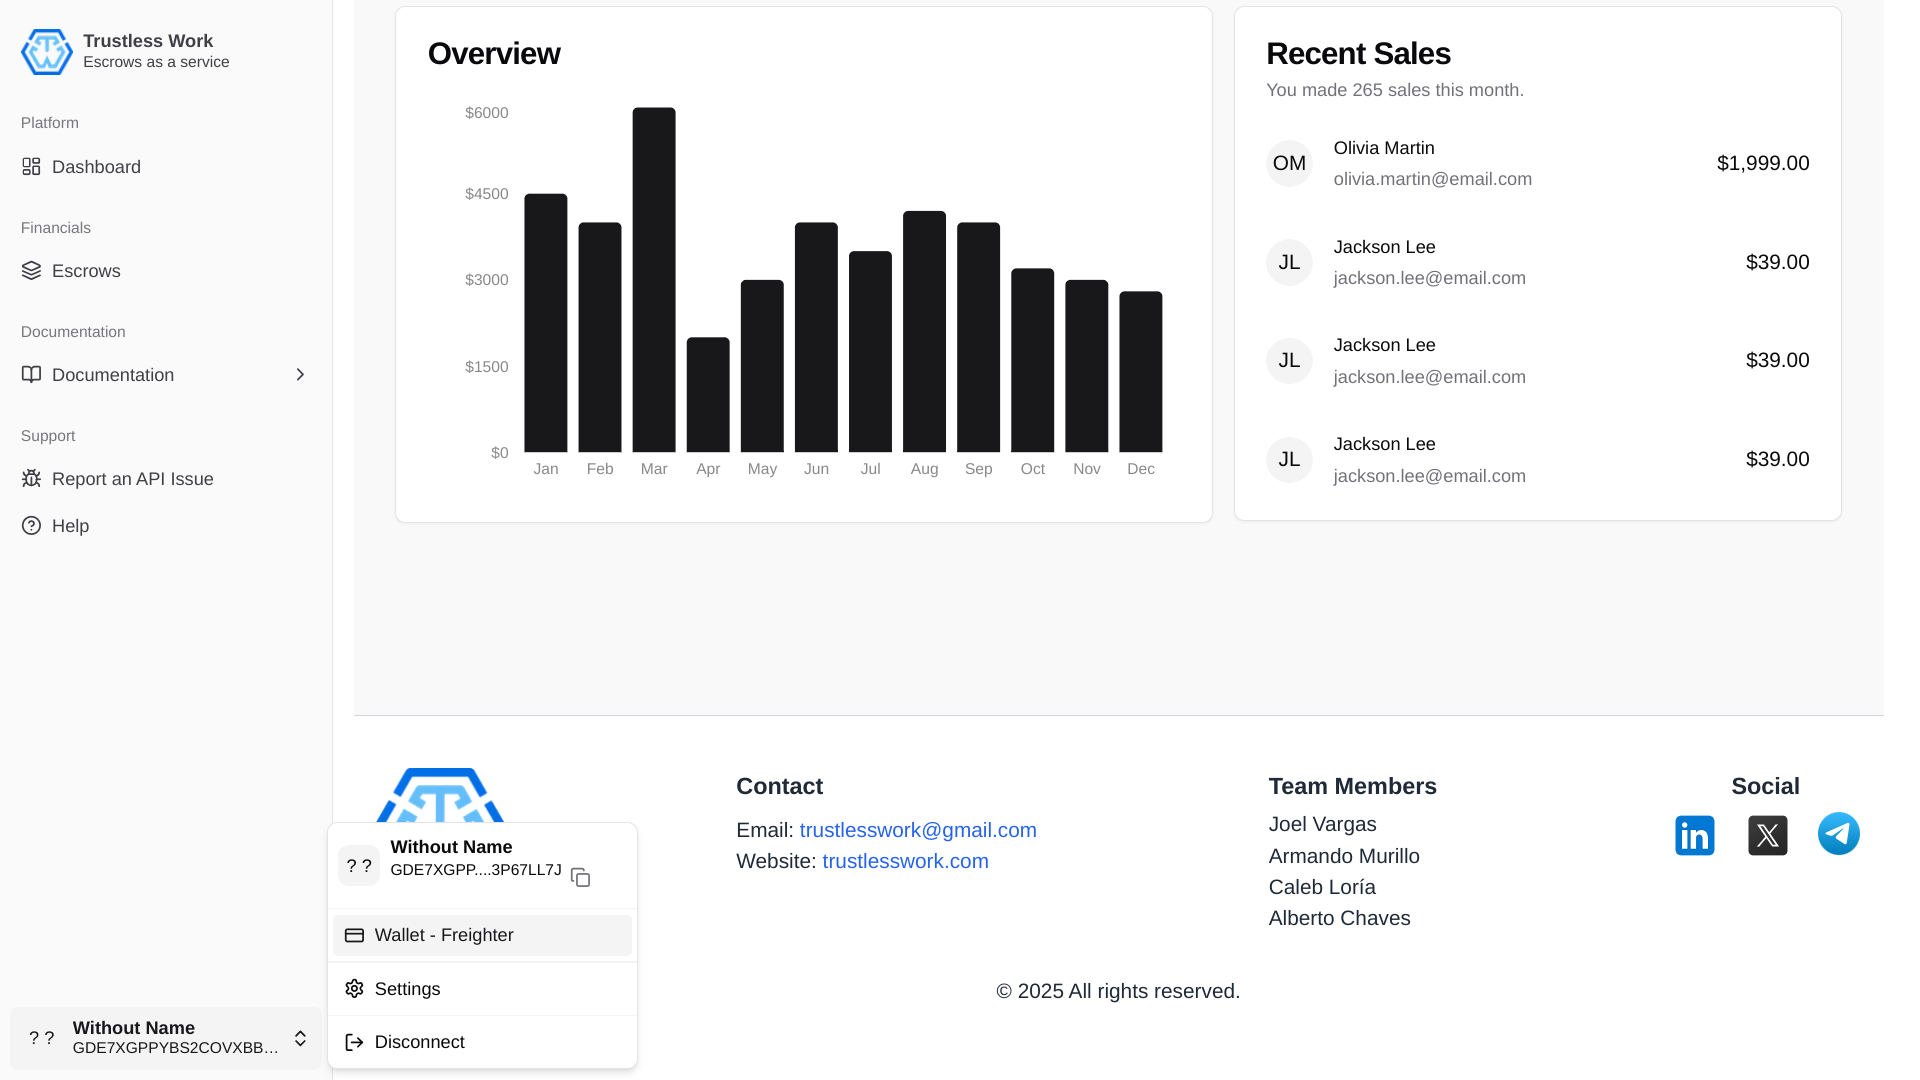 Trustless Work
Escrows as a service
Platform
Dashboard
Financials
Escrows
Documentation
Documentation
Support
Report an API Issue
Help
? ?
Without Name
GDE7XGPPYBS2COVXBB…
Overview
$6000
$4500
$3000
$1500
$0
Jan Feb Mar Apr May Jun Jul Aug Sep Oct Nov Dec
Recent Sales
You made 265 sales this month.
OM
Olivia Martin
olivia.martin@email.com
$1,999.00
JL
Jackson Lee
jackson.lee@email.com
$39.00
JL
Jackson Lee
jackson.lee@email.com
$39.00
JL
Jackson Lee
jackson.lee@email.com
$39.00
? ?
Without Name
GDE7XGPP....3P67LL7J
Wallet - Freighter
Settings
Disconnect
Contact
Email: trustlesswork@gmail.com
Website: trustlesswork.com
Team Members
Joel Vargas
Armando Murillo
Caleb Loría
Alberto Chaves
Social
in
X
© 2025 All rights reserved.